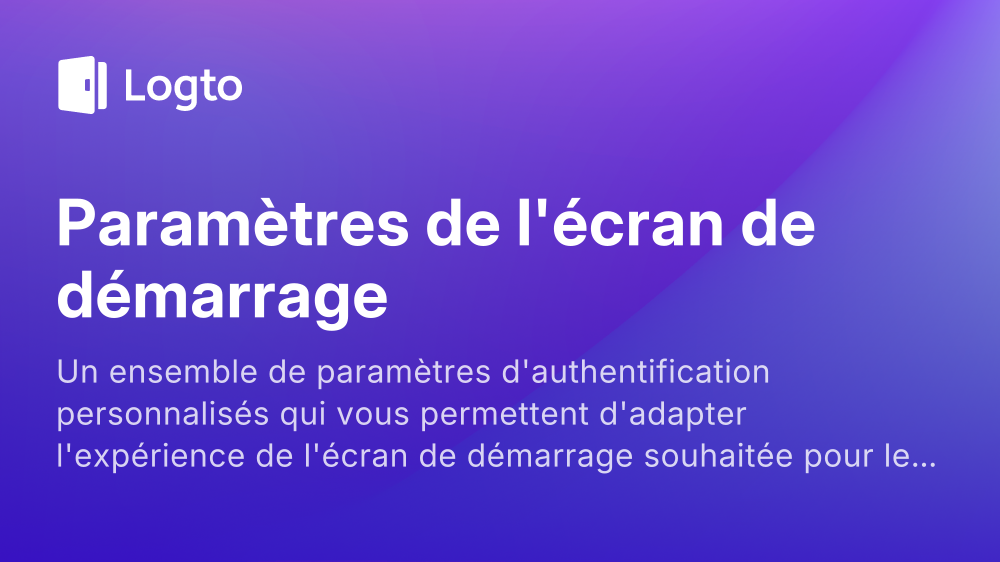 Logto
Paramètres de l'écran de
démarrage
Un ensemble de paramètres d'authentification
personnalisés qui vous permettent d'adapter
l'expérience de l'écran de démarrage souhaitée pour le...